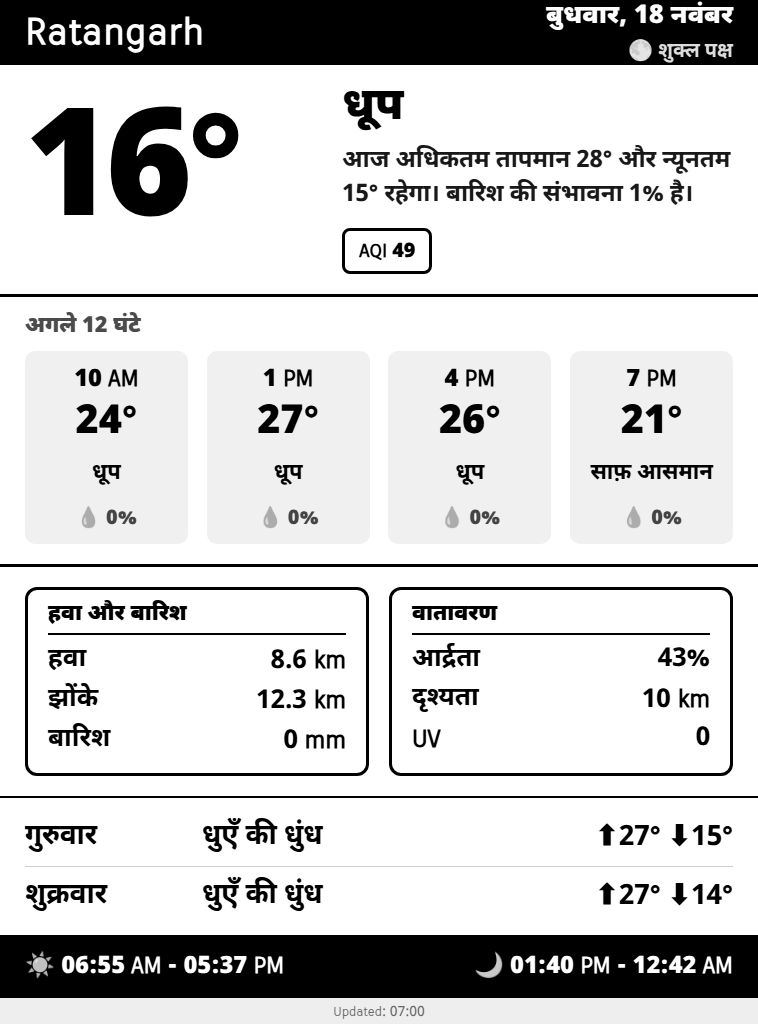 Ratangarh
बुधवार, 18 नवंबर
शुक्ल पक्ष
16°
धूप
आज अधिकतम तापमान 28° और न्यूनतम
15° रहेगा। बारिश की संभावना 1% है।
AQI 49
अगले 12 घंटे
10 AM 1 PM 4 PM 7 PM
24° 27° 26° 21°
धूप धूप धूप साफ़ आसमान
0% 0% 0% 0%
हवा और बारिश
हवा 8.6 km
झोंके 12.3 km
बारिश 0 mm
वातावरण
आर्द्रता 43%
दृश्यता 10 km
UV 0
गुरुवार धुएँ की धुंध ⬆27° ⬇15°
शुक्रवार धुएँ की धुंध ⬆27° ⬇14°
06:55 AM - 05:37 PM 01:40 PM - 12:42 AM
Updated: 07:00